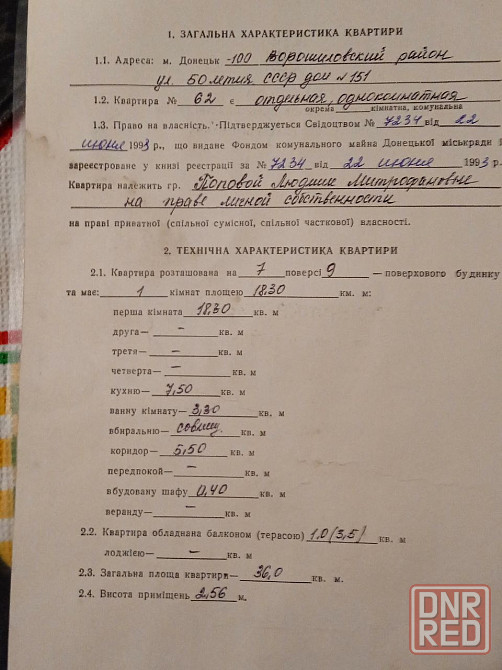 1. ЗАГАЛЬНА ХАРАКТЕРИСТИКА КВАРТИРИ
1.1. Адреса: м. Донецьк -100 Ворошиловский район
ул. 50летия СССР дом №151
1.2. Квартира № 62 є отдельная, однокомнатная
окрема, кімнатна, комунальна
1.3. Право на власність. Підтверджується Свідоцтвом № 7234 від 22
июня 1993 р., що видане Фондом комунального майна Донецької міськради і
зареєстроване у книзі реєстрації за № 7234 від 22 июня 1993 р.
Квартира належить гр. Поповой Людмиле Митрофановне
на праве личной собственности
на праві приватної (спільної сумісної, спільної часткової) власності.
2. ТЕХНІЧНА ХАРАКТЕРИСТИКА КВАРТИРИ
2.1. Квартира розташована на 7 поверсі 9 — поверхового будинку
та має: 1 кімнат площею 18.30 км. м:
перша кімната 18.30 кв. м
друга— – кв. м
третя— – кв. м
четверта— – кв. м
кухню— 7,50 кв. м
ванну кімнату— 3,30 кв. м
вбиральню— совмещ. кв. м
коридор— 5,50 кв. м
передпокой— – кв. м
вбудовану шафу 0,40 кв. м
веранду— – кв. м
2.2. Квартира обладнана балконом (терасою) 1.0 (3,5) кв. м
лоджією— – кв. м
2.3. Загальна площа квартири— 36,0 кв. м.
2.4. Висота приміщень 2,56 м.
DNR
RED